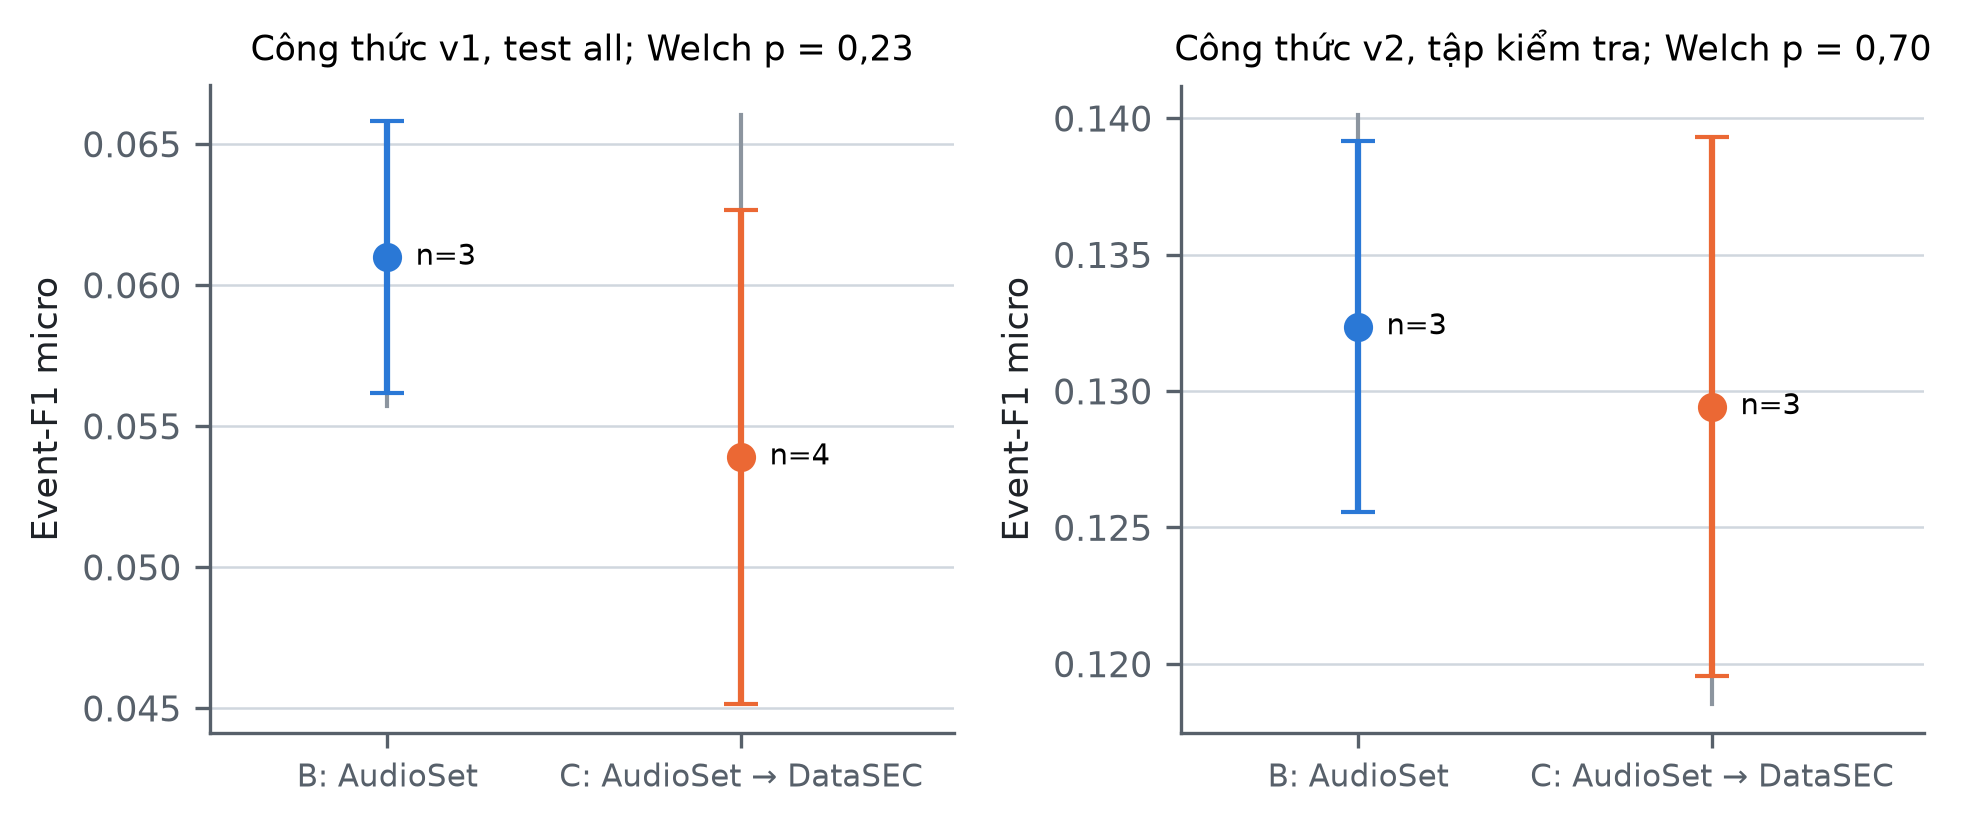 Công thức v1, test all; Welch p = 0,23
Event-F1 micro
0.065
0.060
0.055
0.050
0.045
n=3
n=4
B: AudioSet
C: AudioSet → DataSEC
Công thức v2, tập kiểm tra; Welch p = 0,70
Event-F1 micro
0.140
0.135
0.130
0.125
0.120
n=3
n=3
B: AudioSet
C: AudioSet → DataSEC